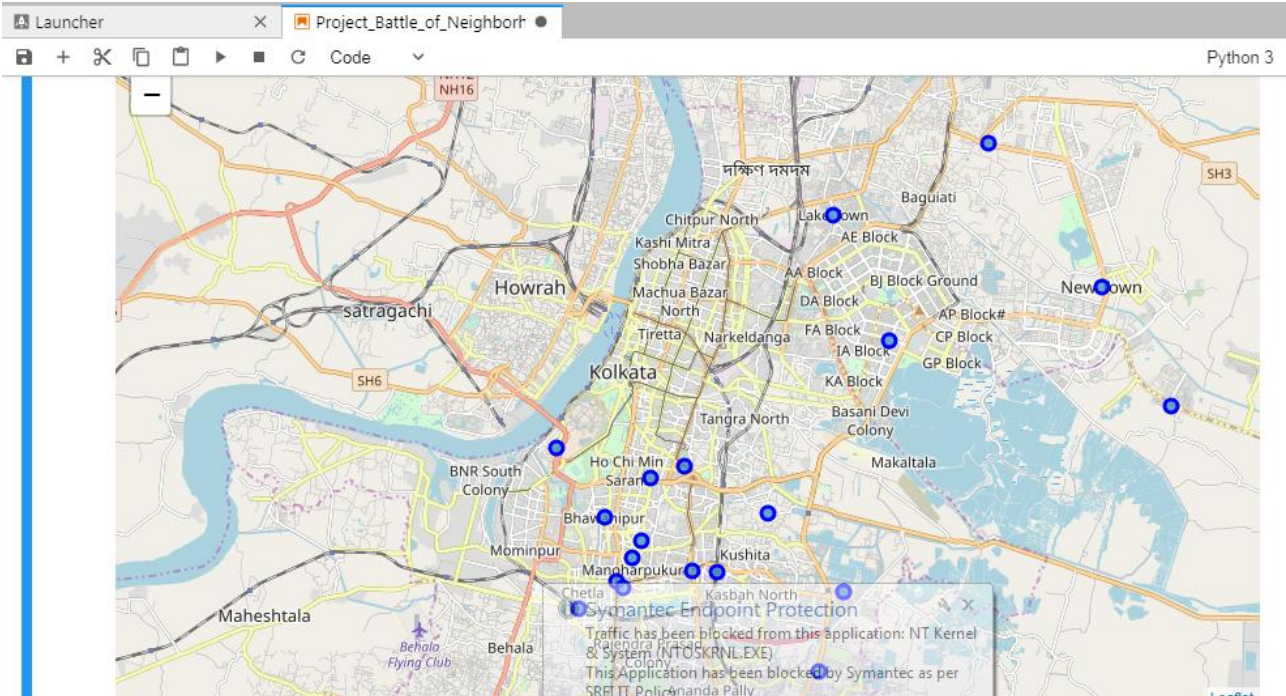 Launcher
Project_Battle_of_Neighborh
Code
Python 3
NH16
দক্ষিণ দমদম
SH3
Baguiati
Chitpur North
Lake Town
AE Block
Kashi Mitra
Shobha Bazar
AA Block
BJ Block Ground
Howrah
Machua Bazar
North
DA Block
New Town
satragachi
AP Block#
Tiretta
Narkeldanga
FA Block
CP Block
IA Block
GP Block
SH6
Kolkata
KA Block
Tangra North
Basani Devi
Colony
BNR South
Colony
Ho Chi Min
Saran
Makaltala
Bhawanipur
Mominpur
Kushita
Manoharpukur
Chetla
Kasbah North
Maheshtala
Symantec Endpoint Protection
Behala
Flying Club
Behala
Traffic has been blocked from this application: NT Kernel
& System (NTOSKRNL.EXE)
Rajendra Prasad
Colony
This Application has been blocked by Symantec as per
Ananda Pally